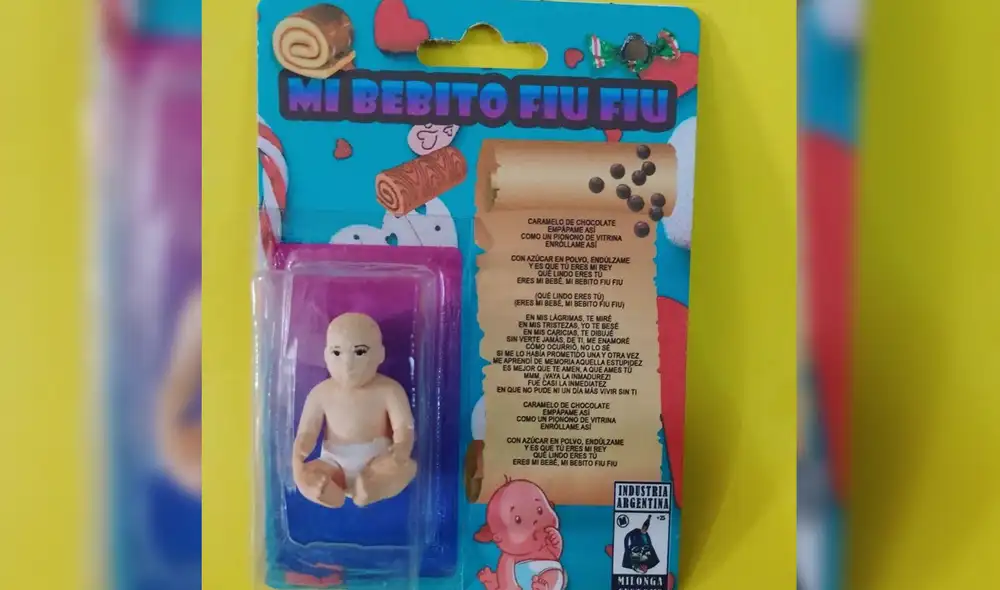 MI BEBITO FIU FIU
CARAMELO DE CHOCOLATE
EMPÁPAME ASÍ
COMO UN PIONONO DE VITRINA
ENRÓLLAME ASÍ
CON AZÚCAR EN POLVO, ENDÚLZAME
Y ES QUE TÚ ERES MI REY
QUÉ LINDO ERES TÚ
ERES MI BEBÉ, MI BEBITO FIU FIU
(QUÉ LINDO ERES TÚ)
(ERES MI BEBÉ, MI BEBITO FIU FIU)
EN MIS LÁGRIMAS, TE MIRÉ
EN MIS TRISTEZAS, YO TE BESÉ
EN MIS CARICIAS, TE DIBUJÉ
SIN VERTE JAMÁS, DE TI, ME ENAMORÉ
CÓMO OCURRIÓ, NO LO SÉ
SI ME LO HABÍA PROMETIDO UNA Y OTRA VEZ
ME APRENDÍ DE MEMORIA AQUELLA ESTUPIDEZ
ES MEJOR QUE TE AMEN, A QUE AMES TÚ
MMM, ¡VAYA LA INMADUREZ!
FUE CASI LA INMEDIATEZ
EN QUE NO PUDE NI UN DÍA MÁS VIVIR SIN TI
CARAMELO DE CHOCOLATE
EMPÁPAME ASÍ
COMO UN PIONONO DE VITRINA
ENRÓLLAME ASÍ
CON AZÚCAR EN POLVO, ENDÚLZAME
Y ES QUE TÚ ERES MI REY
QUÉ LINDO ERES TÚ
ERES MI BEBÉ, MI BEBITO FIU FIU
INDUSTRIA
ARGENTINA
MILONGA